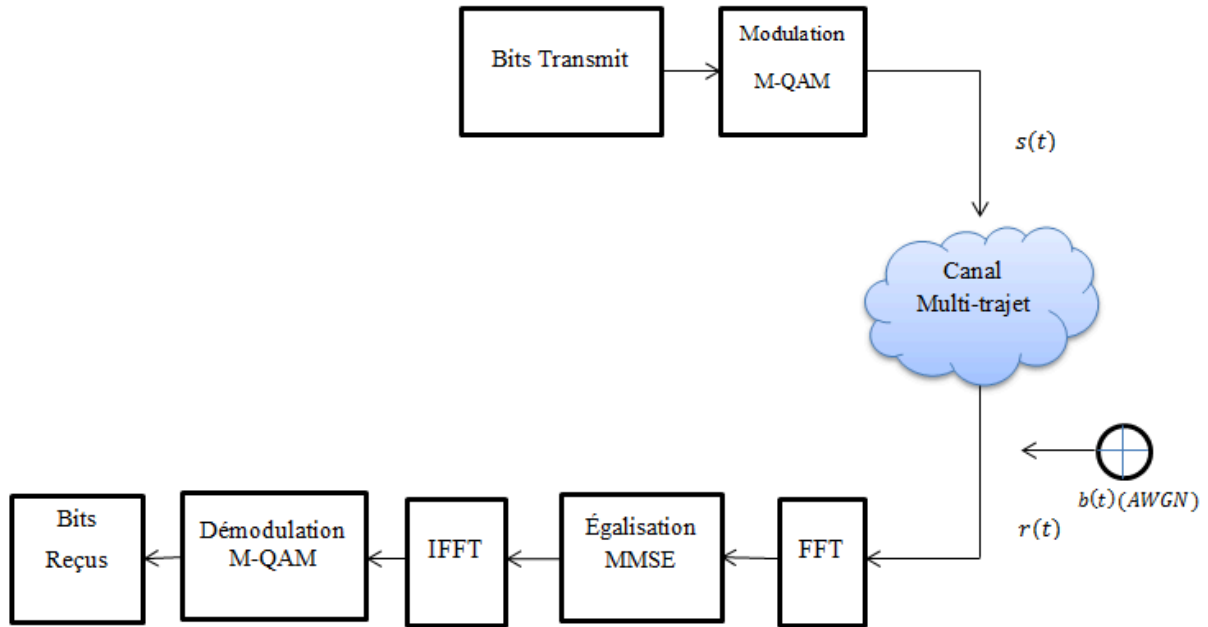 Bits Transmit
Modulation
M-QAM
s(t)
Canal
Multi-trajet
b(t)(AWGN)
r(t)
Bits
Reçus
Démodulation
M-QAM
IFFT
Égalisation
MMSE
FFT